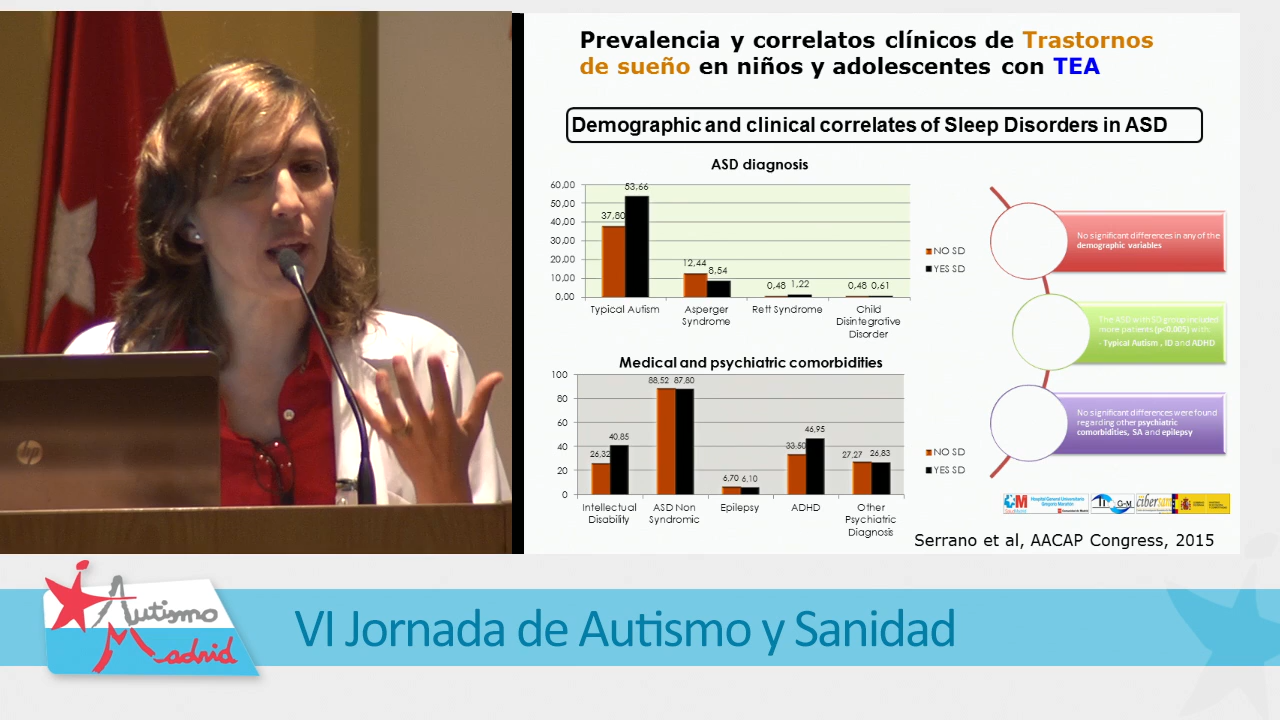 Prevalencia y correlatos clínicos de Trastornos
de sueño en niños y adolescentes con TEA
Demographic and clinical correlates of Sleep Disorders in ASD
ASD diagnosis
60,00
50,00
40,00
30,00
20,00
10,00
0,00
37,80
53,66
12,44
8,54
0,48
1,22
0,48
0,61
Typical Autism
Asperger
Syndrome
Rett Syndrome
Child
Disintegrative
Disorder
NO SD
YES SD
Medical and psychiatric comorbidities
100
80
60
40
20
0
26,32
40,85
88,52
87,80
6,70
6,10
33,50
46,95
27,27
26,83
Intellectual
Disability
ASD Non
Syndromic
Epilepsy
ADHD
Other
Psychiatric
Diagnosis
NO SD
YES SD
No significant differences in any of the
demographic variables
The ASD with SD group included
more patients (p<0.005) with:
- Typical Autism , ID and ADHD
No significant differences were found
regarding other psychiatric
comorbidities, SA and epilepsy
Hospital General Universitario
Gregorio Marañón
cibersam
Serrano et al, AACAP Congress, 2015
hp
Autismo
Madrid
VI Jornada de Autismo y Sanidad